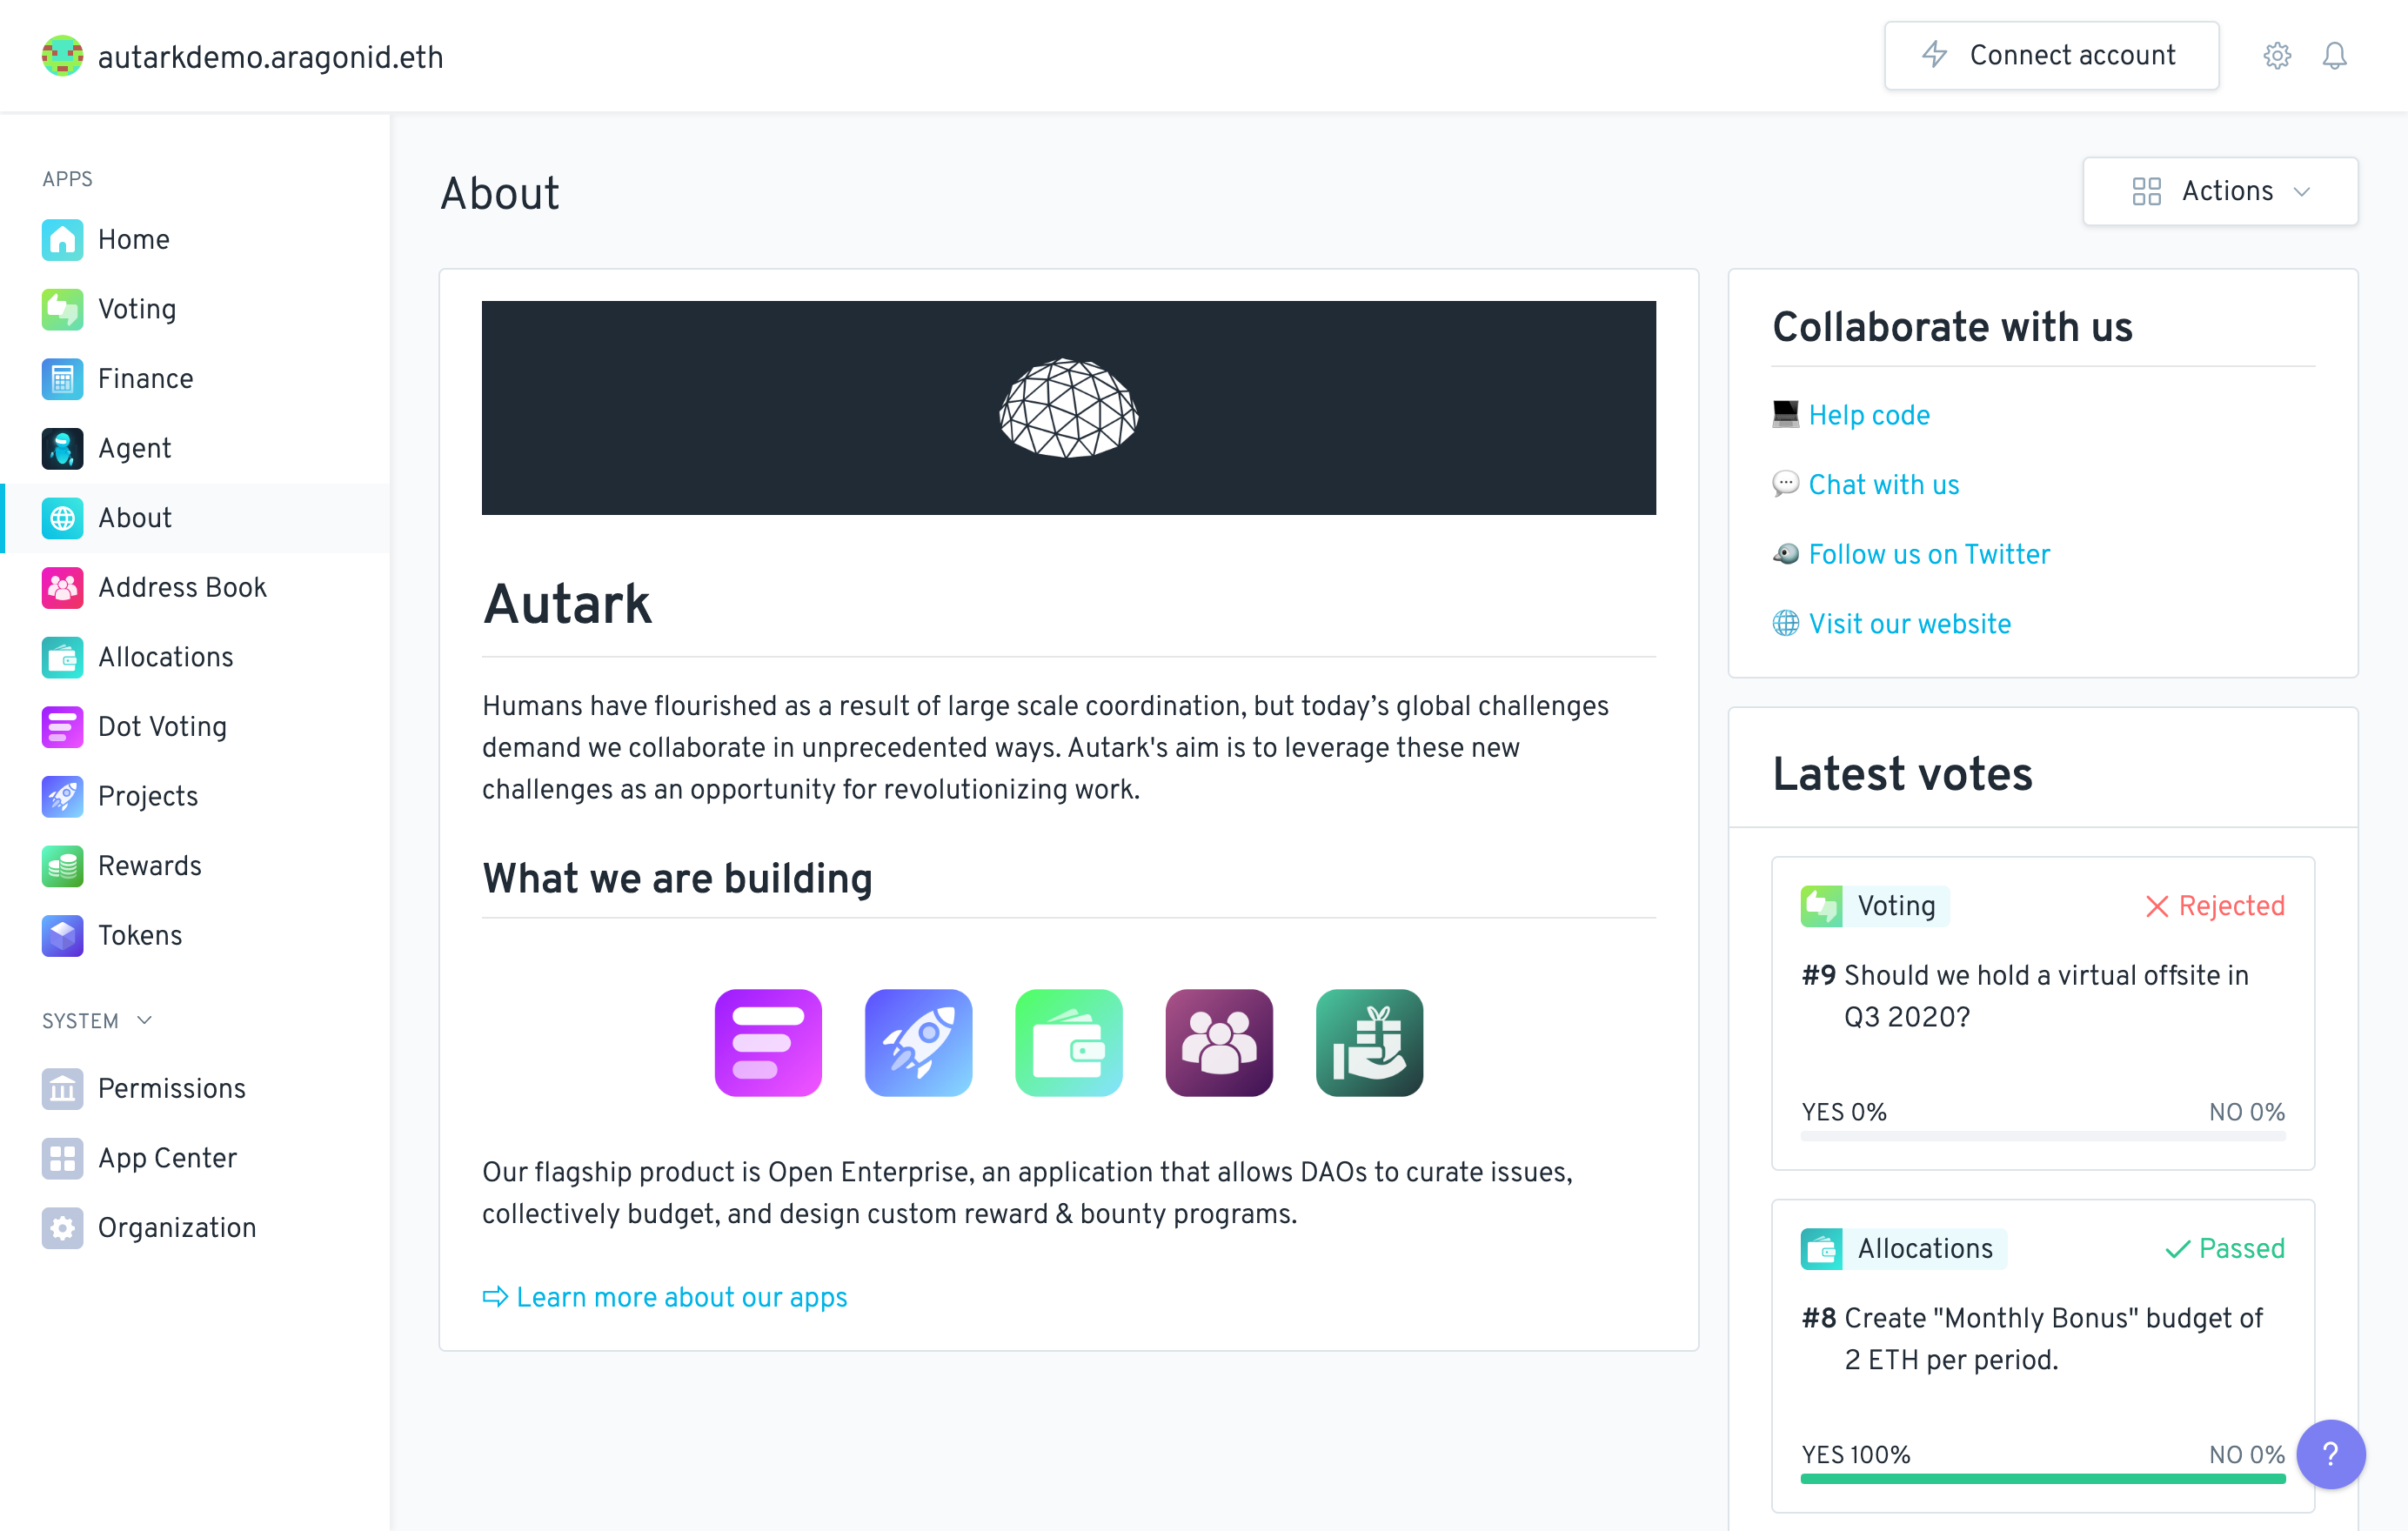 autarkdemo.aragonid.eth
Connect account
APPS
Home
Voting
Finance
Agent
About
Address Book
Allocations
Dot Voting
Projects
Rewards
Tokens
SYSTEM
Permissions
App Center
Organization
About
Actions
Autark
Humans have flourished as a result of large scale coordination, but today’s global challenges
demand we collaborate in unprecedented ways. Autark's aim is to leverage these new
challenges as an opportunity for revolutionizing work.
What we are building
Our flagship product is Open Enterprise, an application that allows DAOs to curate issues,
collectively budget, and design custom reward & bounty programs.
⇨ Learn more about our apps
Collaborate with us
Help code
Chat with us
Follow us on Twitter
Visit our website
Latest votes
Voting
Rejected
#9 Should we hold a virtual offsite in
Q3 2020?
YES 0% NO 0%
Allocations
Passed
#8 Create "Monthly Bonus" budget of
2 ETH per period.
YES 100% NO 0%
?